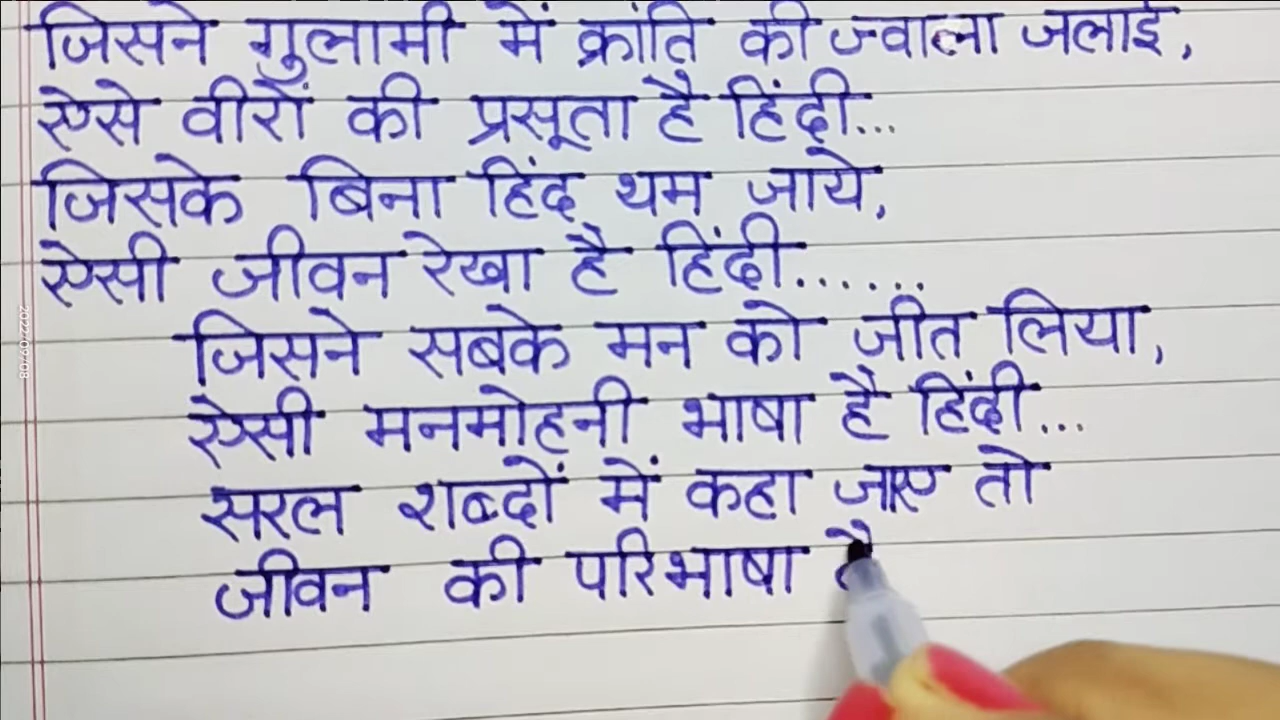 जिसने गुलामी में क्रांति की ज्वाला जलाई,
ऐसे वीरों की प्रसूता है हिंदी...
जिसके बिना हिंद थम जाये,
ऐसी जीवन रेखा है हिंदी......
जिसने सबके मन को जीत लिया,
ऐसी मनमोहनी भाषा है हिंदी...
सरल शब्दों में कहा जाए तो
जीवन की परिभाषा है